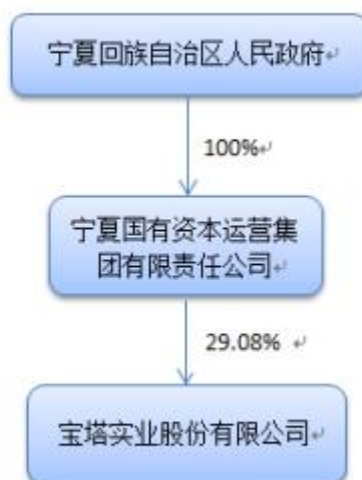 宁夏回族自治区人民政府
100%
宁夏国有资本运营集
团有限责任公司
29.08%
宝塔实业股份有限公司